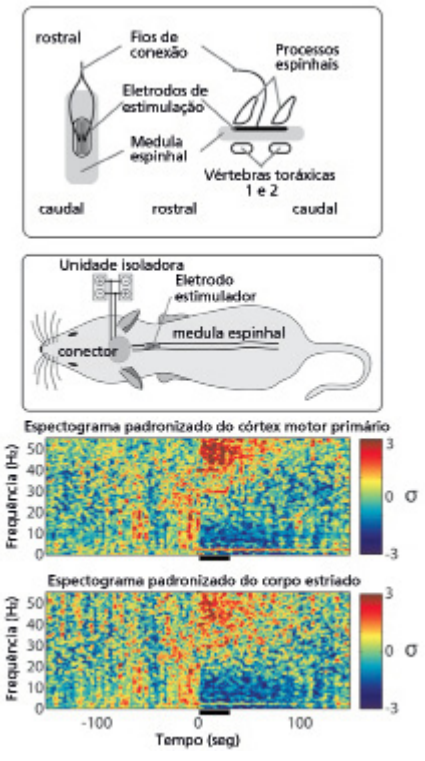 rostral
Fios de
conexão
Processos
espinhais
Eletrodos de
estimulação
Medula
espinhal
Vértebras toráxicas
1 e 2
caudal
rostral
caudal
Unidade isoladora
Eletrodo
estimulador
medula espinhal
conector
Espectograma padronizado do córtex motor primário
Frequência (Hz)
50
40
30
20
10
0
3
0
-3
σ
Espectograma padronizado do corpo estriado
Frequência (Hz)
50
40
30
20
10
0
3
0
-3
σ
-100
0
100
Tempo (seg)